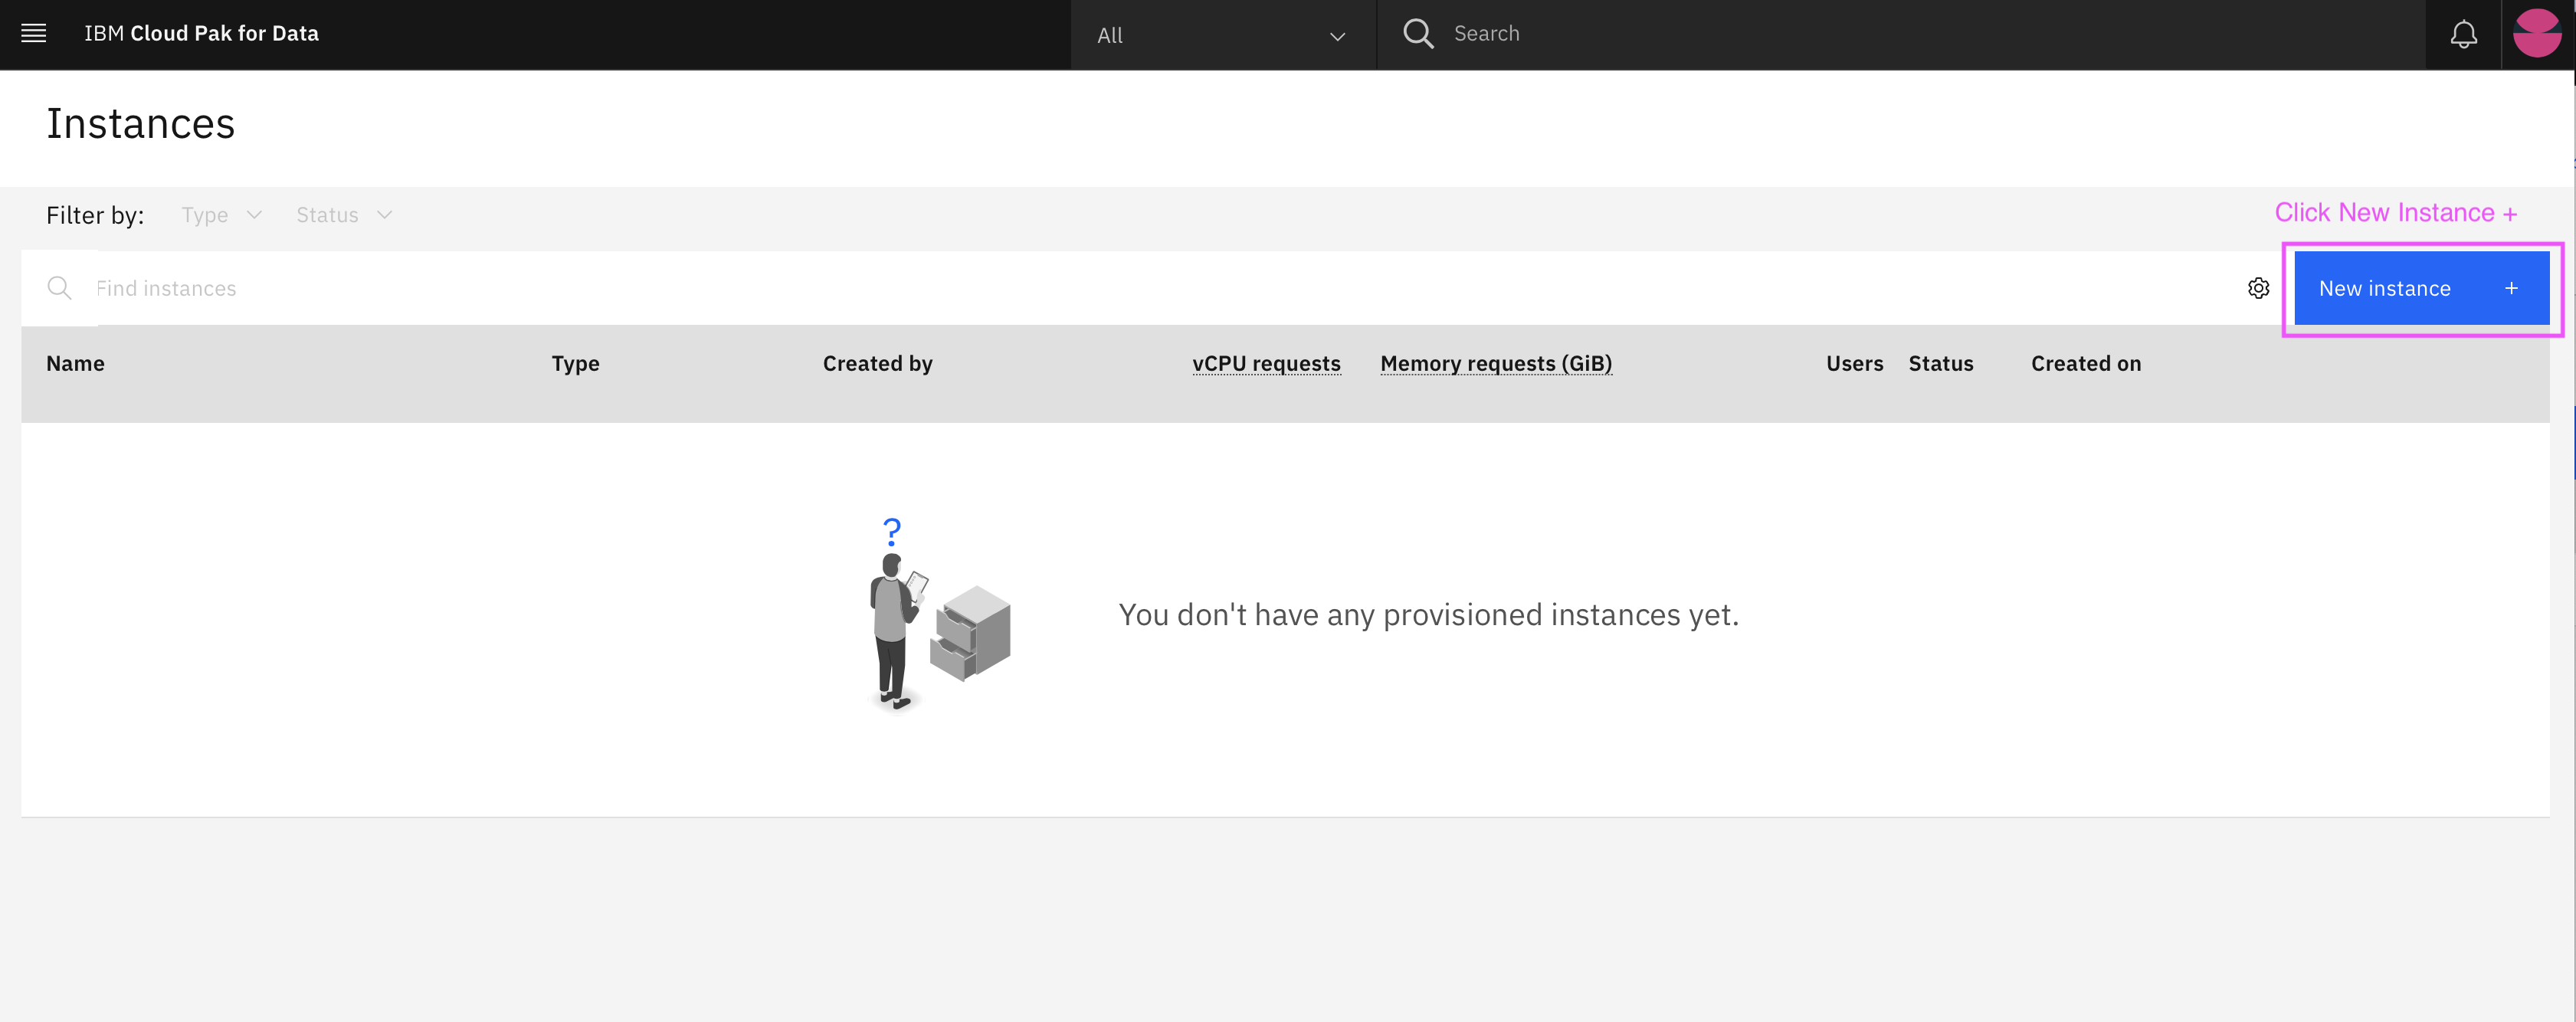 IBM Cloud Pak for Data
All
Search
Instances
Filter by: Type Status
Click New Instance +
Find instances
New instance +
Name Type Created by vCPU requests Memory requests (GiB) Users Status Created on
?
You don't have any provisioned instances yet.